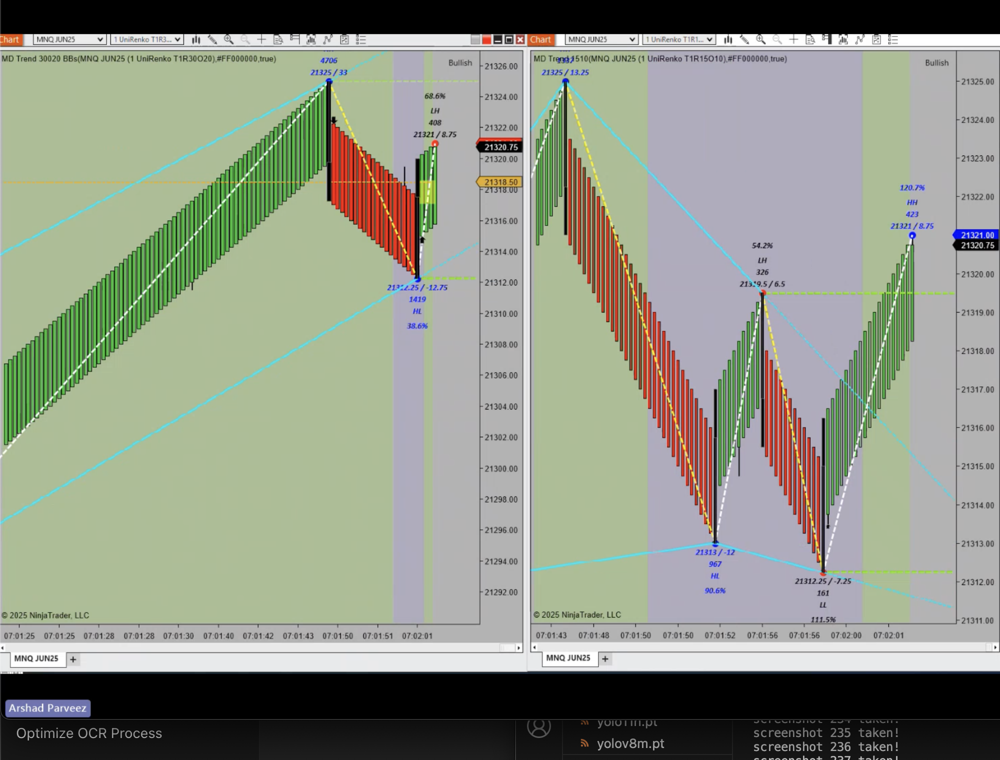 Chart
MNQ JUN25
1 UniRenko T1R3...
Chart
MNQ JUN25
1 UniRenko T1R1...
MD Trend 30020 BBs(MNQ JUN25 (1 UniRenko T1R30O20),#FF000000,true)
Bullish
4706
21325 / 33
68.6%
LH
408
21321 / 8.75
21312.25 / -12.75
1419
HL
38.6%
21326.00
21324.00
21322.00
21320.75
21320.00
21318.50
21318.00
21316.00
21314.00
21312.00
21310.00
21308.00
21306.00
21304.00
21302.00
21300.00
21298.00
21296.00
21294.00
21292.00
© 2025 NinjaTrader, LLC
07:01:25 07:01:25 07:01:28 07:01:28 07:01:30 07:01:40 07:01:42 07:01:43 07:01:50 07:01:51 07:02:01
MNQ JUN25 +
(MNQ JUN25 (1 UniRenko T1R15O10),#FF000000,true)
Bullish
21325 / 13.25
54.2%
LH
326
21319.5 / 6.5
120.7%
HH
423
21321 / 8.75
21313 / -12
967
HL
90.6%
21312.25 / -7.25
161
LL
111.5%
21325.00
21324.00
21323.00
21322.00
21321.00
21320.75
21320.00
21319.00
21318.00
21317.00
21316.00
21315.00
21314.00
21313.00
21312.00
21311.00
© 2025 NinjaTrader, LLC
07:01:43 07:01:48 07:01:50 07:01:50 07:01:52 07:01:56 07:01:56 07:02:00 07:02:01
MNQ JUN25 +
Arshad Parveez
Optimize OCR Process
yolo11n.pt
yolov8m.pt
screenshot 234 taken!
screenshot 235 taken!
screenshot 236 taken!
screenshot 237 taken!